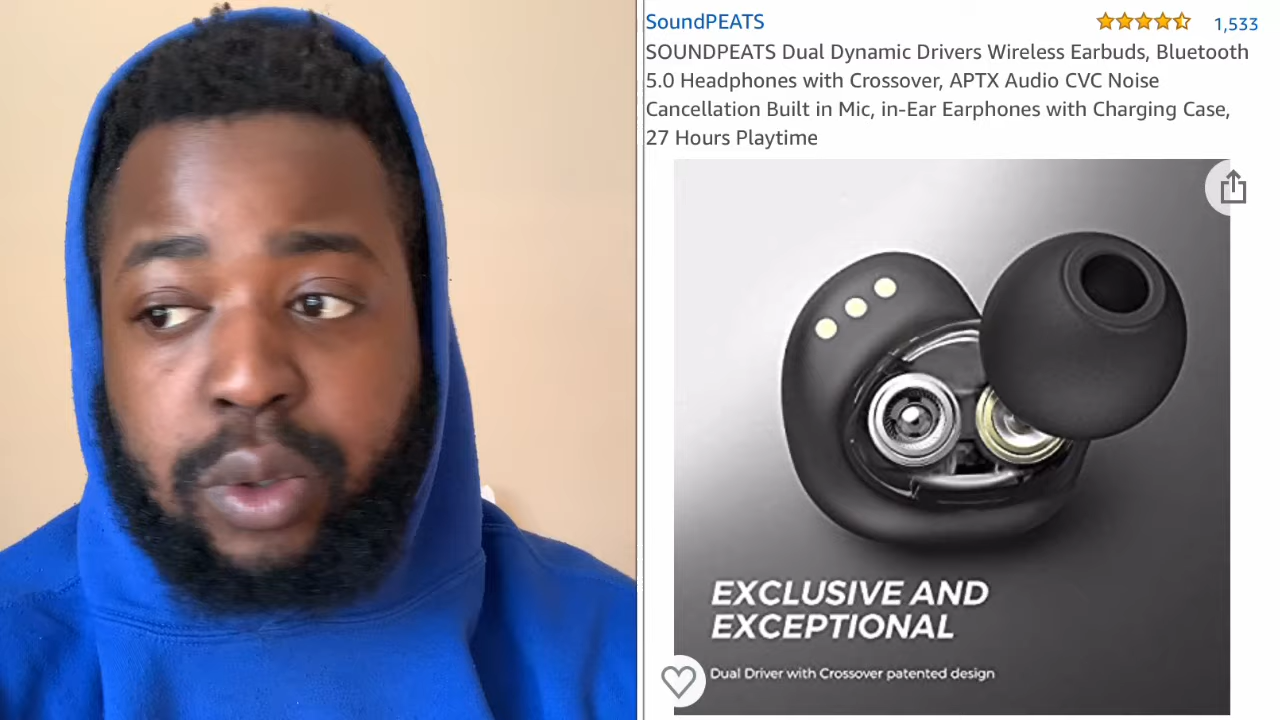 SoundPEATS
1,533
SOUNDPEATS Dual Dynamic Drivers Wireless Earbuds, Bluetooth
5.0 Headphones with Crossover, APTX Audio CVC Noise
Cancellation Built in Mic, in-Ear Earphones with Charging Case,
27 Hours Playtime
EXCLUSIVE AND
EXCEPTIONAL
Dual Driver with Crossover patented design